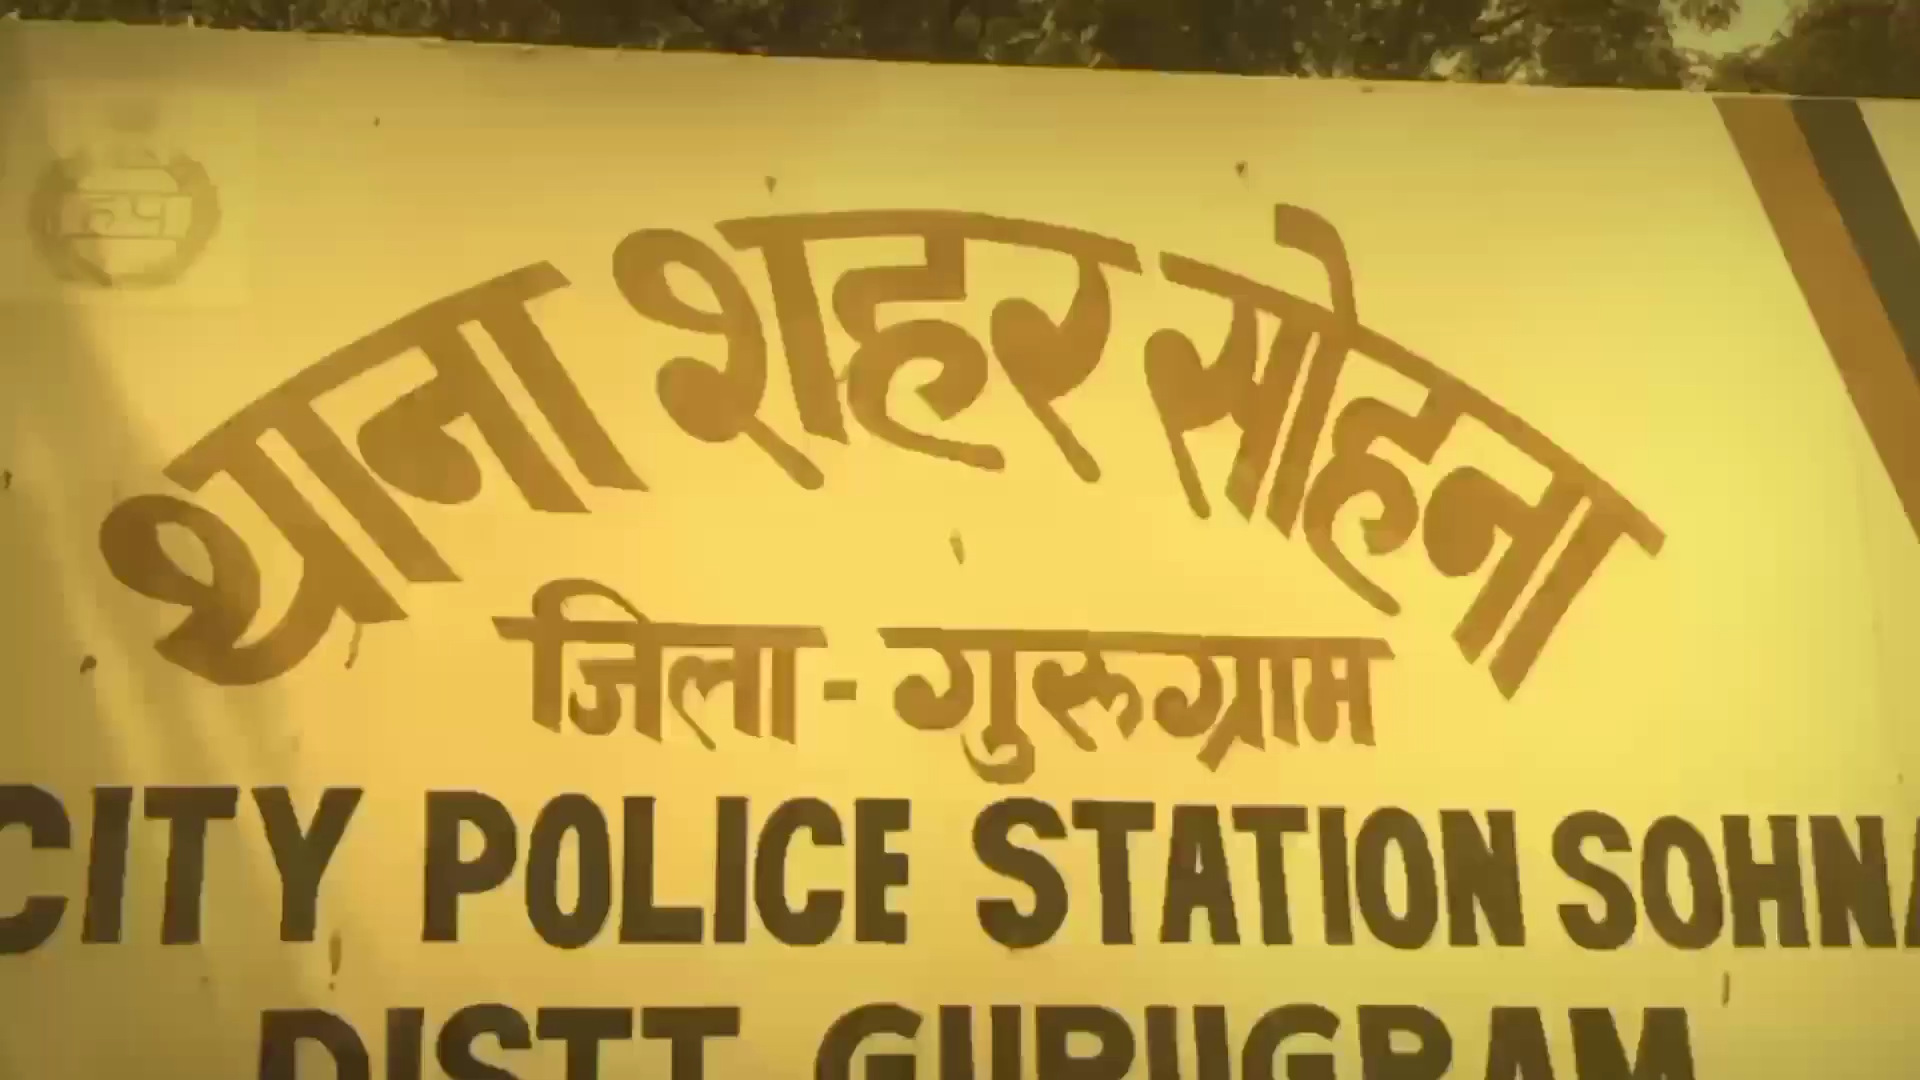 थाना शहर सोहना
जिला - गुरुग्राम
CITY POLICE STATION SOHNA
DISTT. GURUGRAM